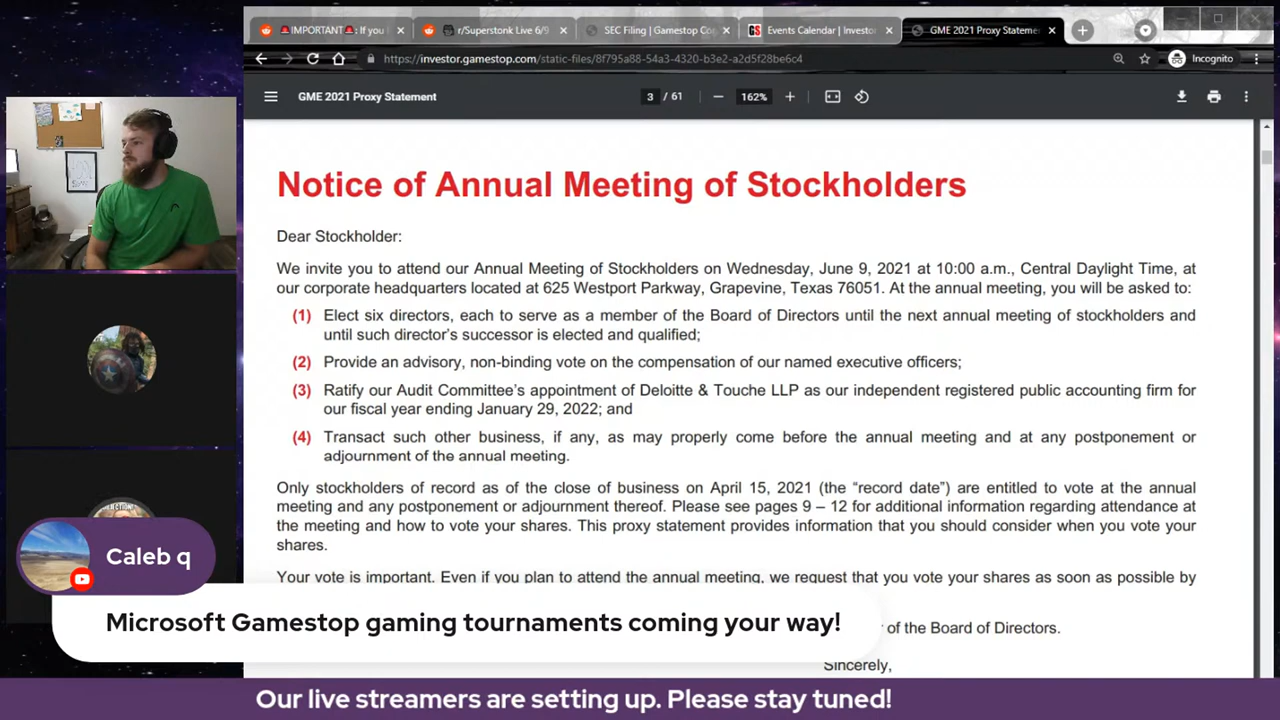 🚨IMPORTANT🚨 If you
r/Superstonk Live 6/9
SEC Filing | Gamestop Co
Events Calendar | Investor
GME 2021 Proxy Stateme
https://investor.gamestop.com/static-files/8f795a88-54a3-4320-b3e2-a2d5f28be6c4
Incognito
GME 2021 Proxy Statement
3 / 61
162%
Notice of Annual Meeting of Stockholders
Dear Stockholder:
We invite you to attend our Annual Meeting of Stockholders on Wednesday, June 9, 2021 at 10:00 a.m., Central Daylight Time, at
our corporate headquarters located at 625 Westport Parkway, Grapevine, Texas 76051. At the annual meeting, you will be asked to:
(1) Elect six directors, each to serve as a member of the Board of Directors until the next annual meeting of stockholders and
until such director's successor is elected and qualified;
(2) Provide an advisory, non-binding vote on the compensation of our named executive officers;
(3) Ratify our Audit Committee's appointment of Deloitte & Touche LLP as our independent registered public accounting firm for
our fiscal year ending January 29, 2022; and
(4) Transact such other business, if any, as may properly come before the annual meeting and at any postponement or
adjournment of the annual meeting.
Only stockholders of record as of the close of business on April 15, 2021 (the “record date”) are entitled to vote at the annual
meeting and any postponement or adjournment thereof. Please see pages 9 – 12 for additional information regarding attendance at
the meeting and how to vote your shares. This proxy statement provides information that you should consider when you vote your
shares.
Your vote is important. Even if you plan to attend the annual meeting, we request that you vote your shares as soon as possible by
of the Board of Directors.
Sincerely,
Caleb q
Microsoft Gamestop gaming tournaments coming your way!
Our live streamers are setting up. Please stay tuned!